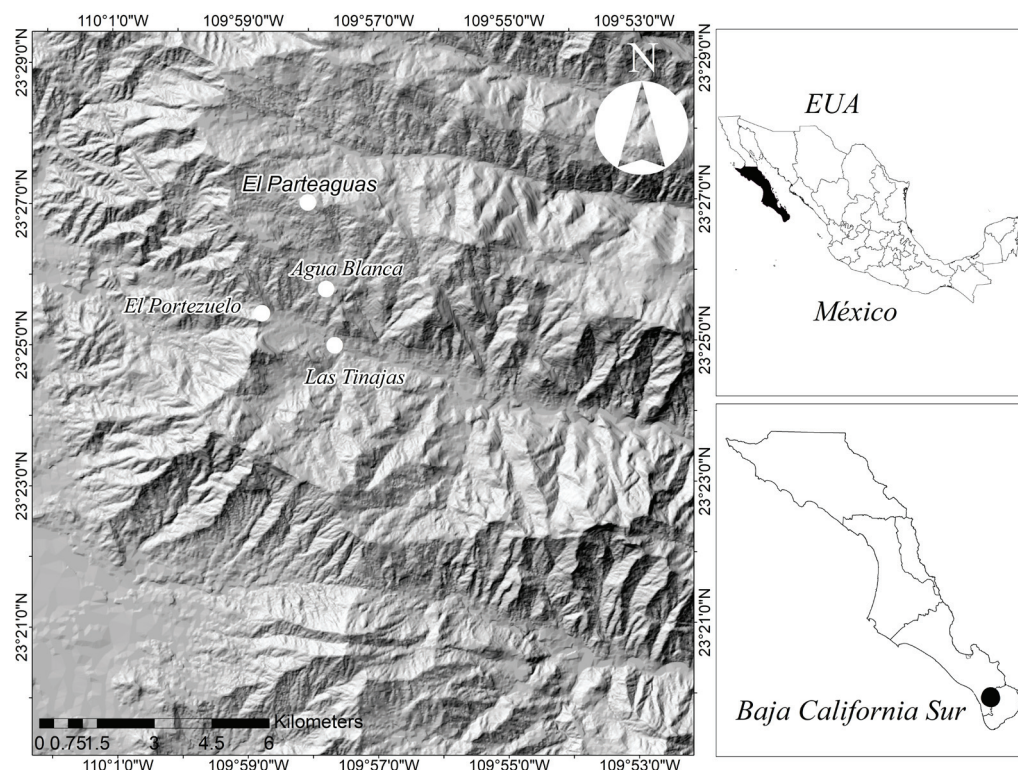 110°1'0"W 109°59'0"W 109°57'0"W 109°55'0"W 109°53'0"W
23°29'0"N
23°29'0"N
N
EUA
El Parteaguas
23°27'0"N
23°27'0"N
Agua Blanca
El Portezuelo
México
23°25'0"N
23°25'0"N
Las Tinajas
23°23'0"N
23°23'0"N
23°21'0"N
23°21'0"N
Baja California Sur
Kilometers
0 0.75 1.5 3 4.5 6
110°1'0"W 109°59'0"W 109°57'0"W 109°55'0"W 109°53'0"W